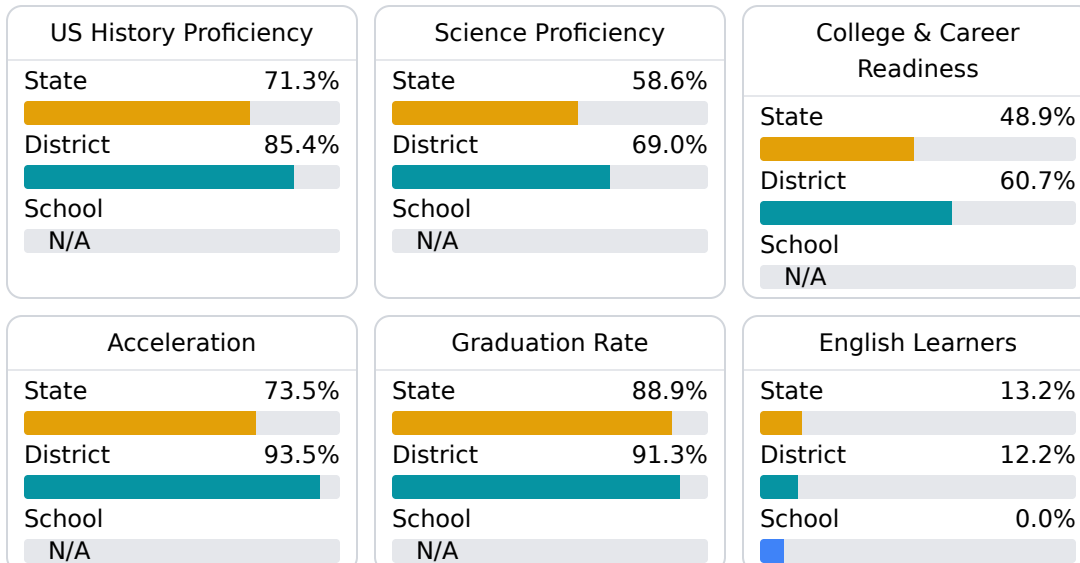 US History Proficiency
State 71.3%
District 85.4%
School
N/A
Science Proficiency
State 58.6%
District 69.0%
School
N/A
College & Career
Readiness
State 48.9%
District 60.7%
School
N/A
Acceleration
State 73.5%
District 93.5%
School
N/A
Graduation Rate
State 88.9%
District 91.3%
School
N/A
English Learners
State 13.2%
District 12.2%
School 0.0%